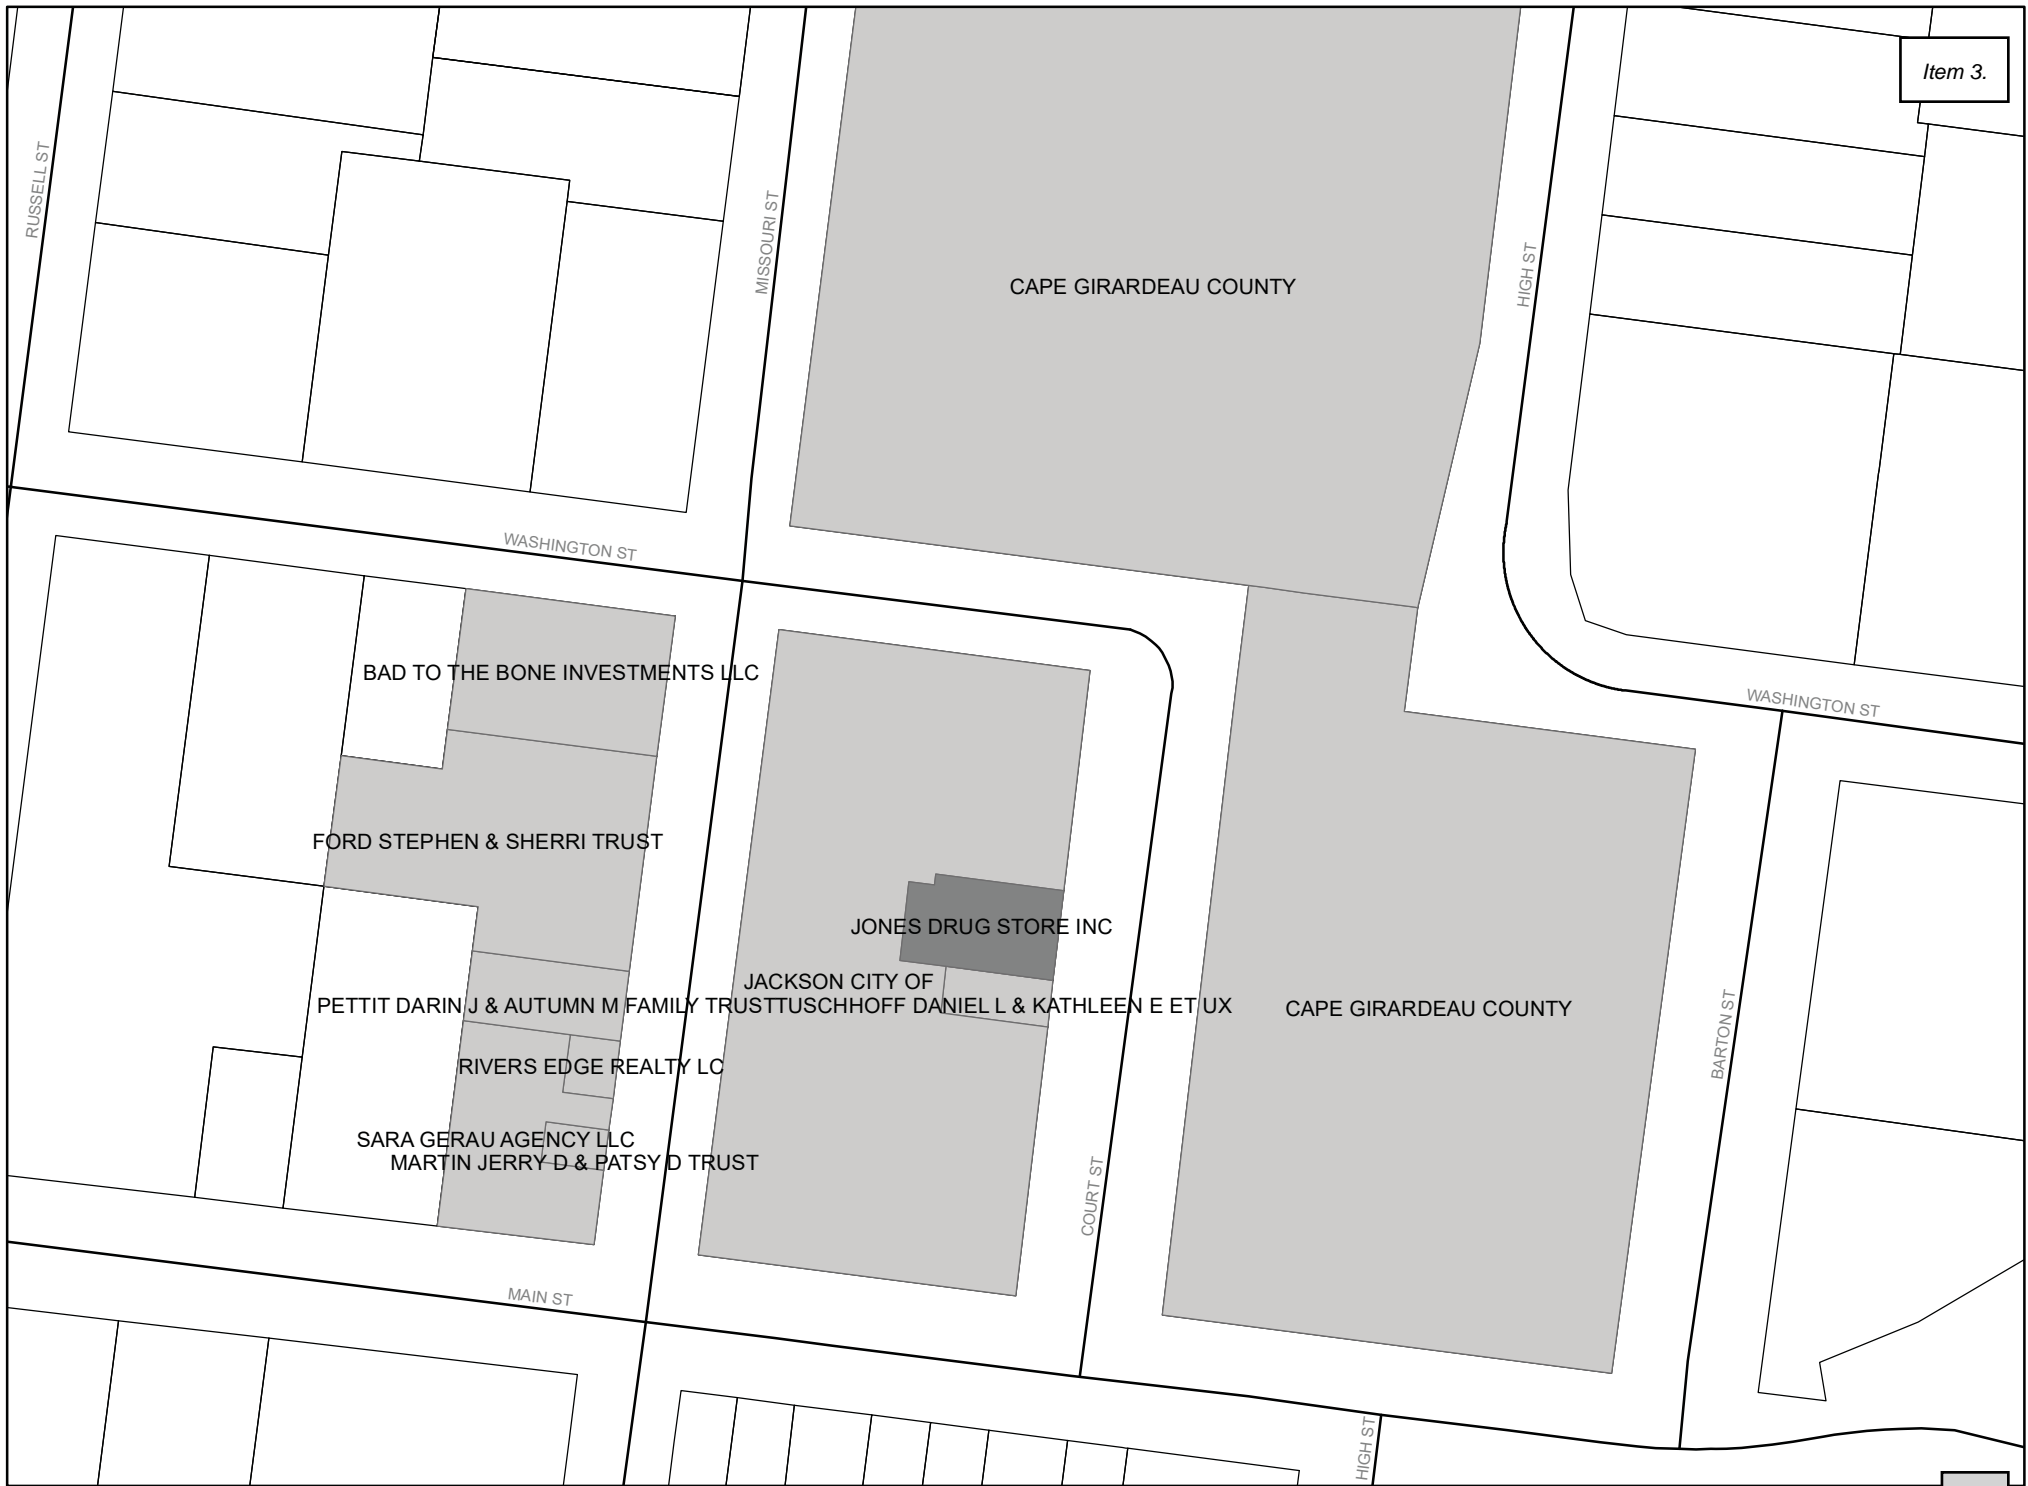 Item 3.
RUSSELL ST
MISSOURI ST
HIGH ST
CAPE GIRARDEAU COUNTY
WASHINGTON ST
BAD TO THE BONE INVESTMENTS LLC
WASHINGTON ST
FORD STEPHEN & SHERRI TRUST
JONES DRUG STORE INC
JACKSON CITY OF
PETTIT DARIN J & AUTUMN M FAMILY TRUST
TUSCHHOFF DANIEL L & KATHLEEN E ET UX
CAPE GIRARDEAU COUNTY
BARTON ST
RIVERS EDGE REALTY LC
SARA GERAU AGENCY LLC
MARTIN JERRY D & PATSY D TRUST
COURT ST
MAIN ST
HIGH ST